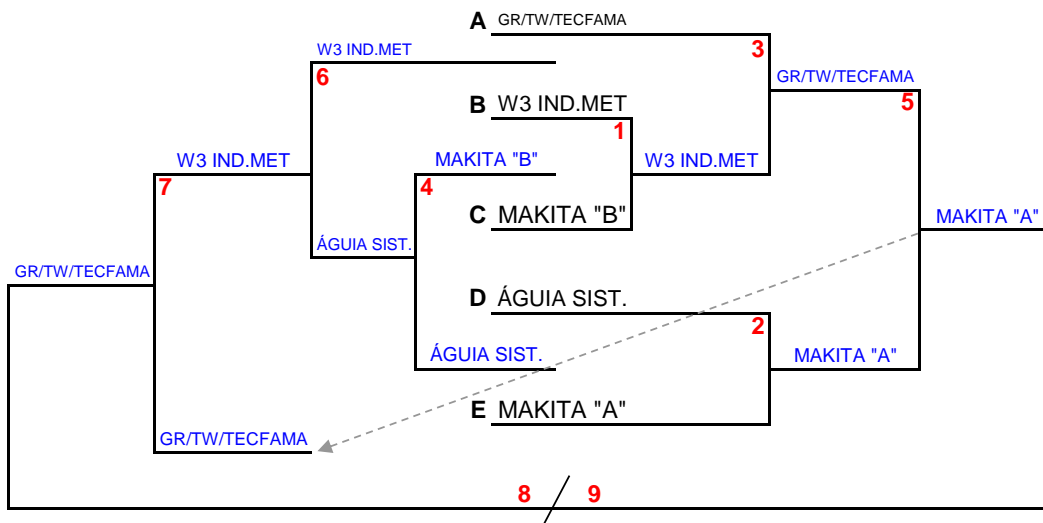 A GR/TW/TECFAMA
W3 IND.MET
3
6
GR/TW/TECFAMA
5
B W3 IND.MET
1
W3 IND.MET
MAKITA "B"
W3 IND.MET
7
4
C MAKITA "B"
MAKITA "A"
ÁGUIA SIST.
GR/TW/TECFAMA
D ÁGUIA SIST.
2
ÁGUIA SIST.
MAKITA "A"
E MAKITA "A"
GR/TW/TECFAMA
8 / 9